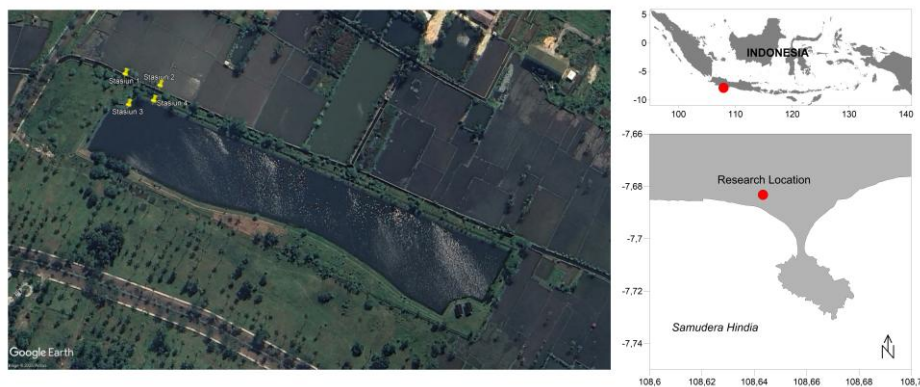 Stasiun 1
Stasiun 2
Stasiun 3
Stasiun 4
Google Earth
INDONESIA
5
0
-5
-10
100
110
120
130
140
-7,66
Research Location
-7,68
-7,7
-7,72
Samudera Hindia
N
-7,74
108,6
108,62
108,64
108,66
108,68